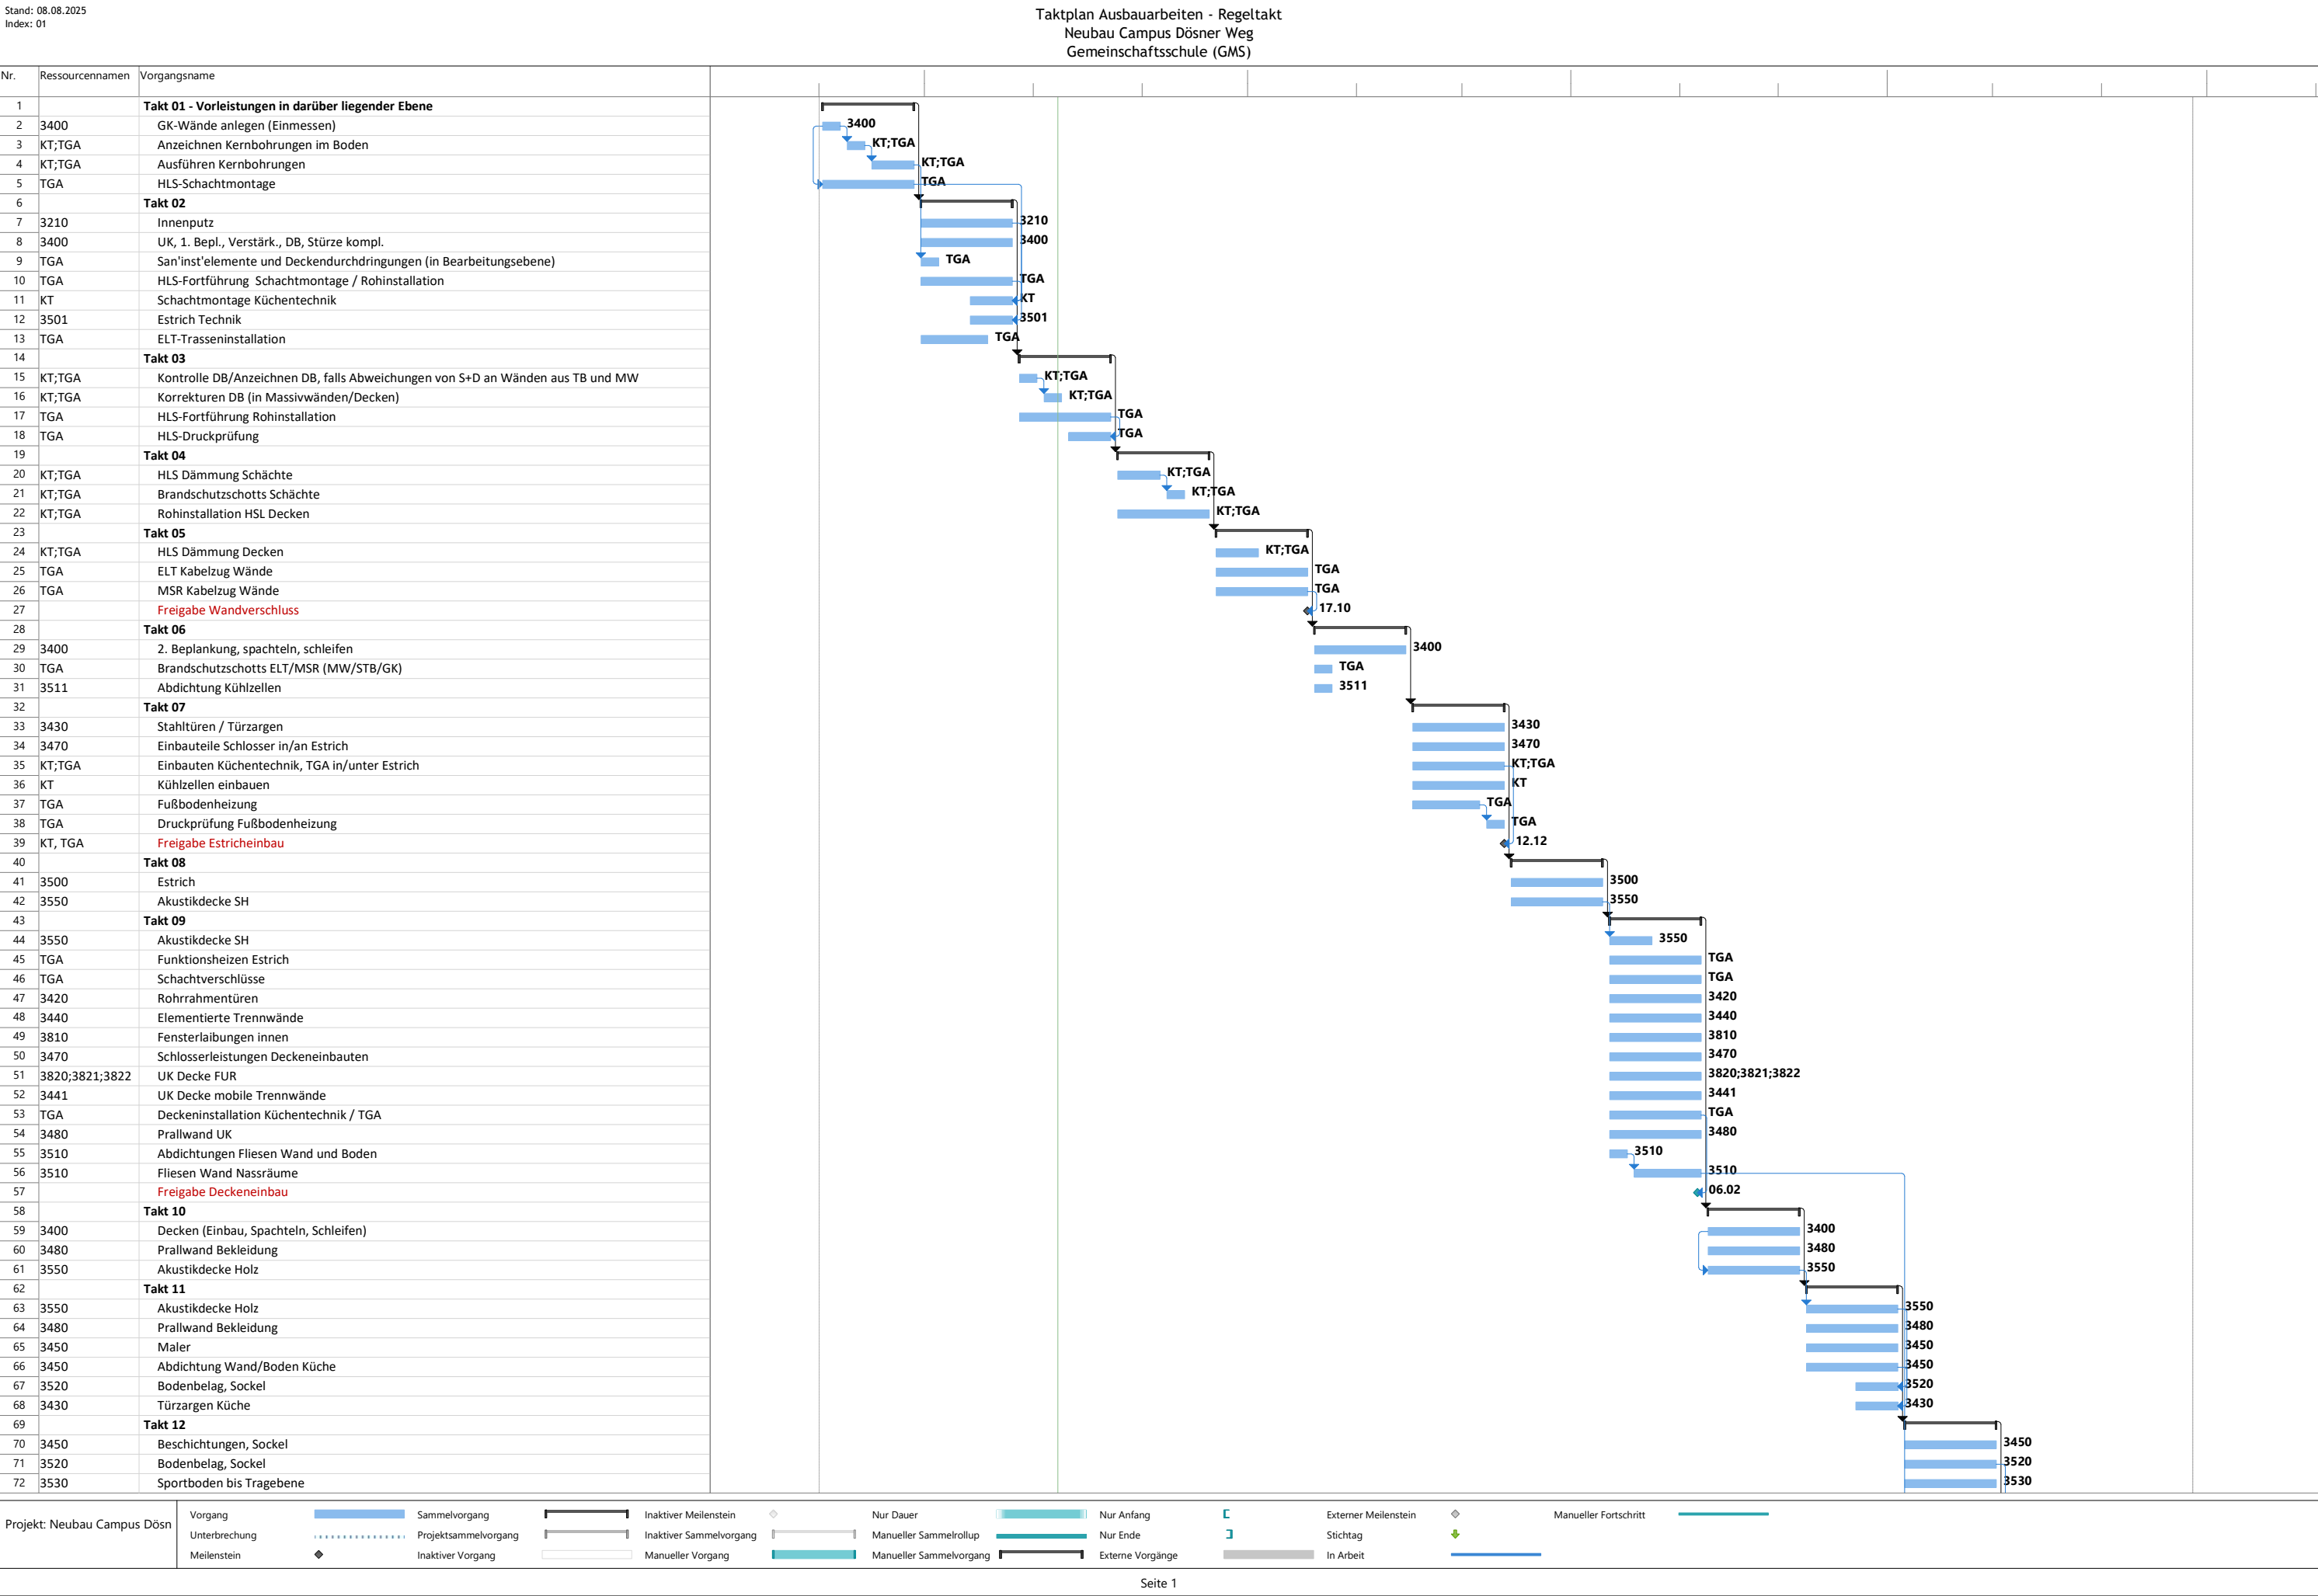 Stand: 08.08.2025
Index: 01
Taktplan Ausbauarbeiten - Regeltakt
Neubau Campus Dösner Weg
Gemeinschaftsschule (GMS)
Nr. Ressourcennamen Vorgangsname
1 Takt 01 - Vorleistungen in darüber liegender Ebene
2 3400 GK-Wände anlegen (Einmessen) 3400
3 KT;TGA Anzeichnen Kernbohrungen im Boden KT;TGA
4 KT;TGA Ausführen Kernbohrungen KT;TGA
5 TGA HLS-Schachtmontage TGA
6 Takt 02
7 3210 Innenputz 3210
8 3400 UK, 1. Bepl., Verstärk., DB, Stürze kompl. 3400
9 TGA San'inst'elemente und Deckendurchdringungen (in Bearbeitungsebene) TGA
10 TGA HLS-Fortführung  Schachtmontage / Rohinstallation TGA
11 KT Schachtmontage Küchentechnik KT
12 3501 Estrich Technik 3501
13 TGA ELT-Trasseninstallation TGA
14 Takt 03
15 KT;TGA Kontrolle DB/Anzeichnen DB, falls Abweichungen von S+D an Wänden aus TB und MW KT;TGA
16 KT;TGA Korrekturen DB (in Massivwänden/Decken) KT;TGA
17 TGA HLS-Fortführung Rohinstallation TGA
18 TGA HLS-Druckprüfung TGA
19 Takt 04
20 KT;TGA HLS Dämmung Schächte KT;TGA
21 KT;TGA Brandschutzschotts Schächte KT;TGA
22 KT;TGA Rohinstallation HSL Decken KT;TGA
23 Takt 05
24 KT;TGA HLS Dämmung Decken KT;TGA
25 TGA ELT Kabelzug Wände TGA
26 TGA MSR Kabelzug Wände TGA
27 Freigabe Wandverschluss 17.10
28 Takt 06
29 3400 2. Beplankung, spachteln, schleifen 3400
30 TGA Brandschutzschotts ELT/MSR (MW/STB/GK) TGA
31 3511 Abdichtung Kühlzellen 3511
32 Takt 07
33 3430 Stahltüren / Türzargen 3430
34 3470 Einbauteile Schlosser in/an Estrich 3470
35 KT;TGA Einbauten Küchentechnik, TGA in/unter Estrich KT;TGA
36 KT Kühlzellen einbauen KT
37 TGA Fußbodenheizung TGA
38 TGA Druckprüfung Fußbodenheizung TGA
39 KT, TGA Freigabe Estricheinbau 12.12
40 Takt 08
41 3500 Estrich 3500
42 3550 Akustikdecke SH 3550
43 Takt 09
44 3550 Akustikdecke SH 3550
45 TGA Funktionsheizen Estrich TGA
46 TGA Schachtverschlüsse TGA
47 3420 Rohrrahmentüren 3420
48 3440 Elementierte Trennwände 3440
49 3810 Fensterlaibungen innen 3810
50 3470 Schlosserleistungen Deckeneinbauten 3470
51 3820;3821;3822 UK Decke FUR 3820;3821;3822
52 3441 UK Decke mobile Trennwände 3441
53 TGA Deckeninstallation Küchentechnik / TGA TGA
54 3480 Prallwand UK 3480
55 3510 Abdichtungen Fliesen Wand und Boden 3510
56 3510 Fliesen Wand Nassräume 3510
57 Freigabe Deckeneinbau 06.02
58 Takt 10
59 3400 Decken (Einbau, Spachteln, Schleifen) 3400
60 3480 Prallwand Bekleidung 3480
61 3550 Akustikdecke Holz 3550
62 Takt 11
63 3550 Akustikdecke Holz 3550
64 3480 Prallwand Bekleidung 3480
65 3450 Maler 3450
66 3450 Abdichtung Wand/Boden Küche 3450
67 3520 Bodenbelag, Sockel 3520
68 3430 Türzargen Küche 3430
69 Takt 12
70 3450 Beschichtungen, Sockel 3450
71 3520 Bodenbelag, Sockel 3520
72 3530 Sportboden bis Tragebene 3530
Projekt: Neubau Campus Dösn
Vorgang Sammelvorgang Inaktiver Meilenstein Nur Dauer Nur Anfang Externer Meilenstein Manueller Fortschritt
Unterbrechung Projektsammelvorgang Inaktiver Sammelvorgang Manueller Sammelrollup Nur Ende Stichtag
Meilenstein Inaktiver Vorgang Manueller Vorgang Manueller Sammelvorgang Externe Vorgänge In Arbeit
Seite 1